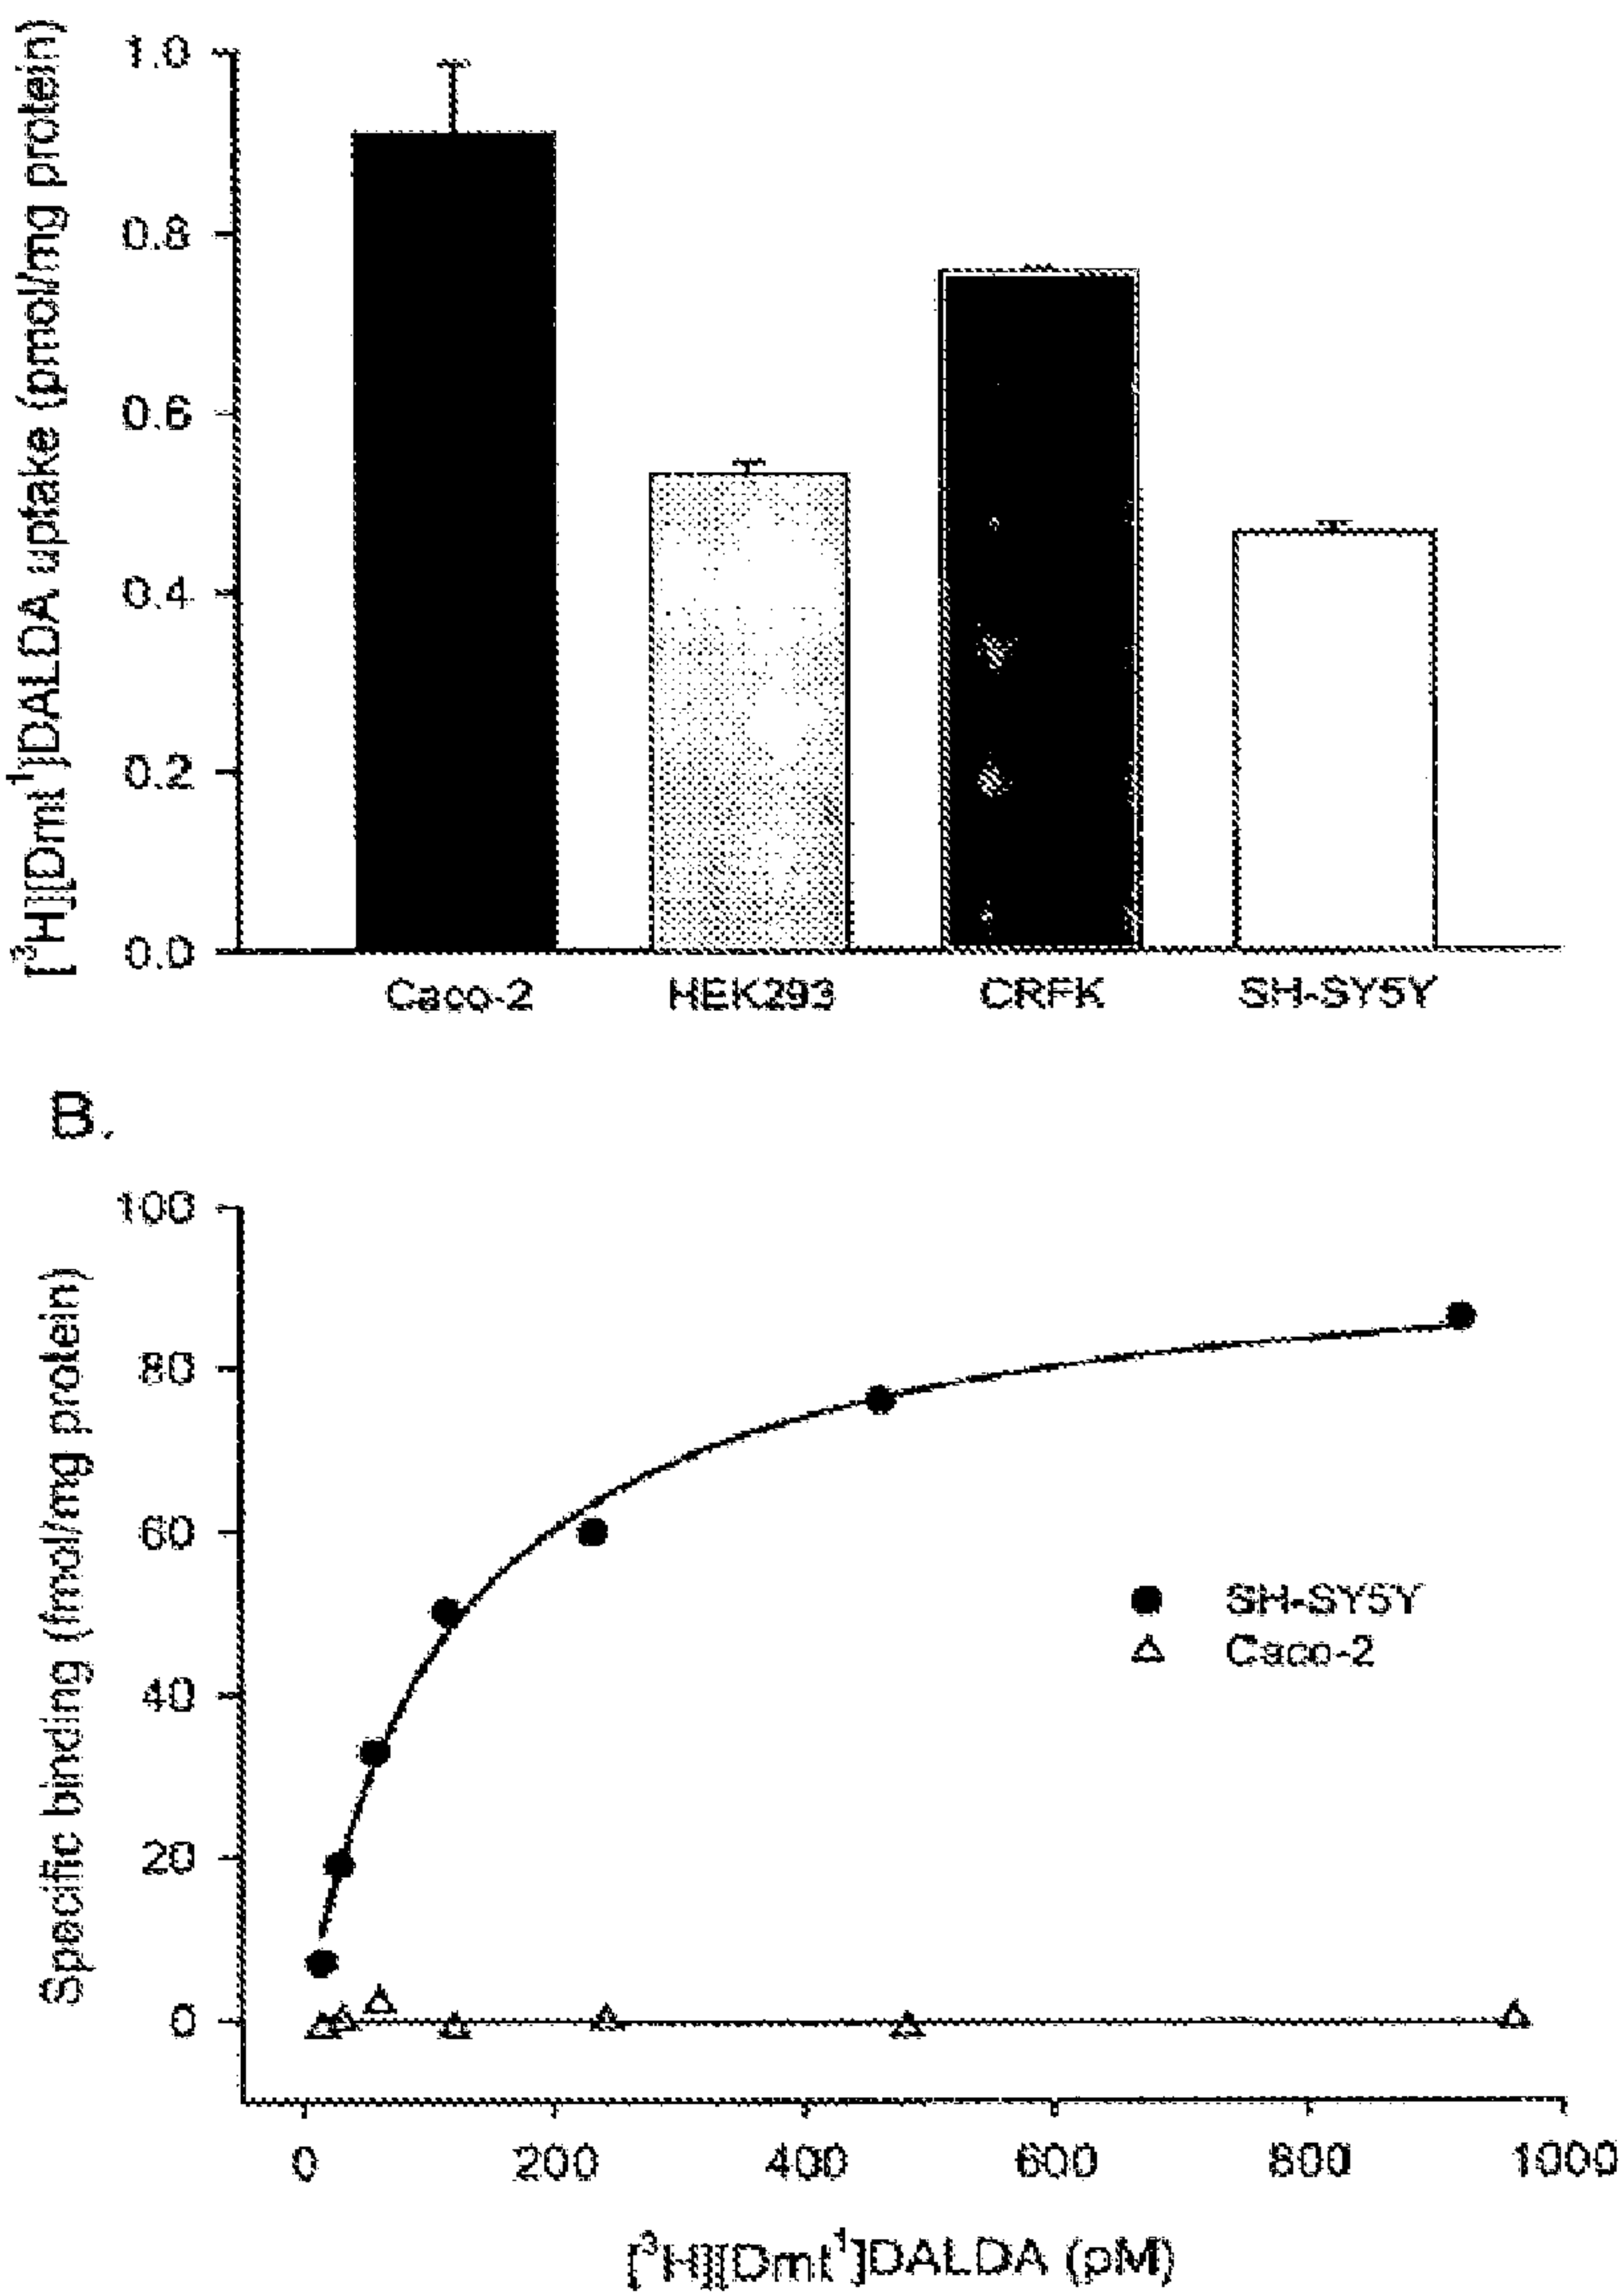 [³H][Dmt¹]DALDA uptake (pmol/mg protein)
1.0
0.8
0.6
0.4
0.2
0.0
Caco-2 HEK293 CRFK SH-SY5Y
B.
Specific binding (fmol/mg protein)
100
80
60
40
20
0
SH-SY5Y
Caco-2
0 200 400 600 800 1000
[³H][Dmt¹]DALDA (pM)